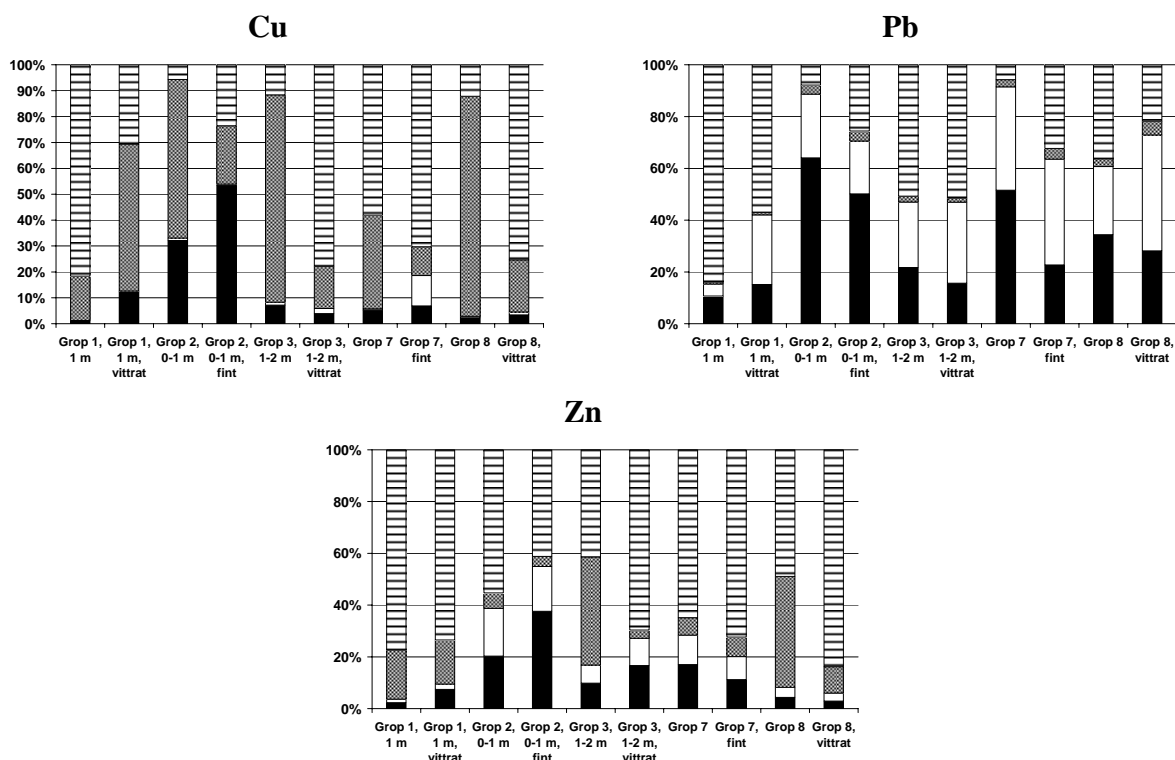 Cu
100%
90%
80%
70%
60%
50%
40%
30%
20%
10%
0%
Grop 1, 1 m
Grop 1, 1 m, vittrat
Grop 2, 0-1 m
Grop 2, 0-1 m, fint
Grop 3, 1-2 m
Grop 3, 1-2 m, vittrat
Grop 7
Grop 7, fint
Grop 8
Grop 8, vittrat
Pb
100%
80%
60%
40%
20%
0%
Grop 1, 1 m
Grop 1, 1 m, vittrat
Grop 2, 0-1 m
Grop 2, 0-1 m, fint
Grop 3, 1-2 m
Grop 3, 1-2 m, vittrat
Grop 7
Grop 7, fint
Grop 8
Grop 8, vittrat
Zn
100%
80%
60%
40%
20%
0%
Grop 1, 1 m
Grop 1, 1 m, vittrat
Grop 2, 0-1 m
Grop 2, 0-1 m, fint
Grop 3, 1-2 m
Grop 3, 1-2 m, vittrat
Grop 7
Grop 7, fint
Grop 8
Grop 8, vittrat